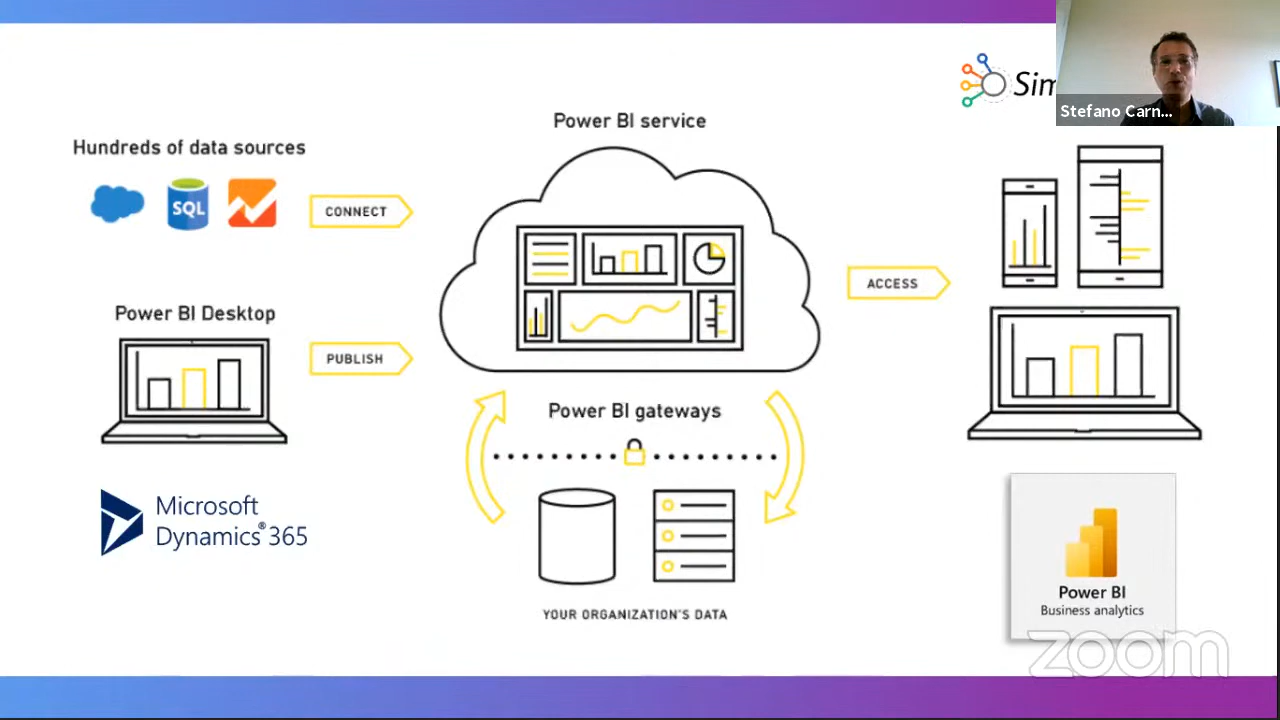 Sim
Stefano Carn...
Power BI service
Hundreds of data sources
SQL
CONNECT
ACCESS
Power BI Desktop
PUBLISH
Power BI gateways
Microsoft
Dynamics® 365
YOUR ORGANIZATION'S DATA
Power BI
Business analytics
zoom